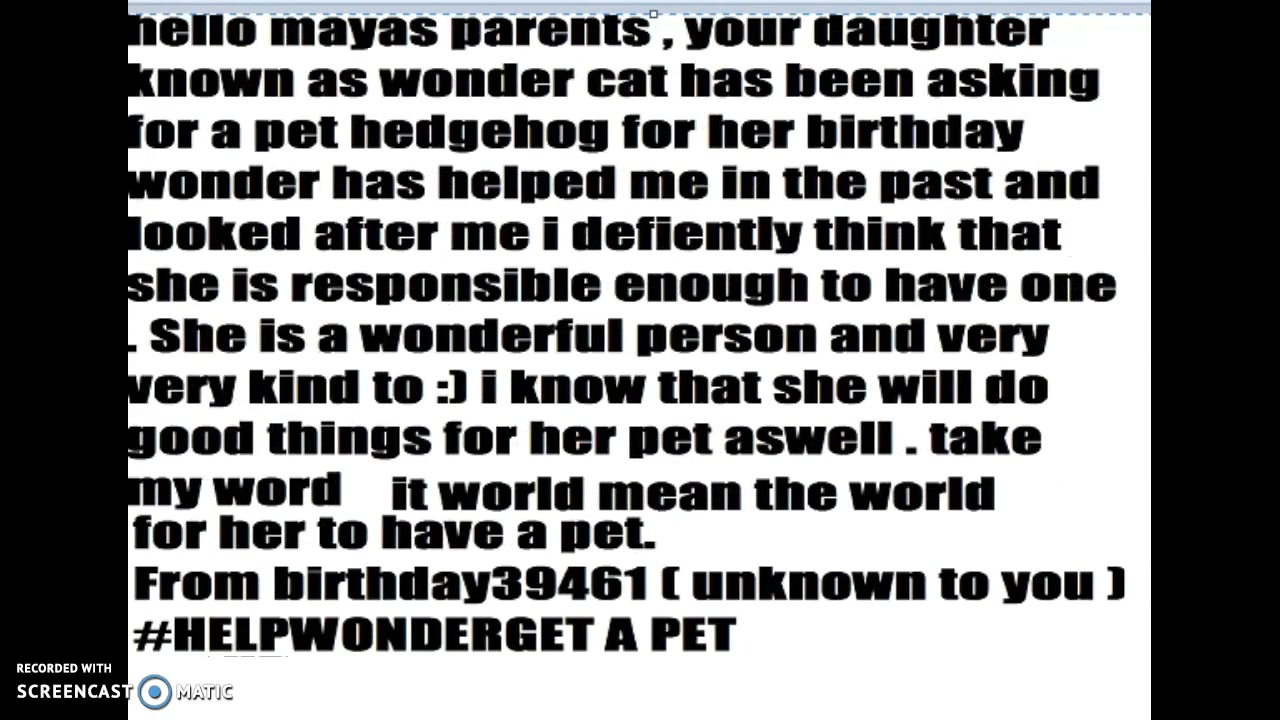 hello mayas parents , your daughter
known as wonder cat has been asking
for a pet hedgehog for her birthday
wonder has helped me in the past and
looked after me i defiently think that
she is responsible enough to have one
. She is a wonderful person and very
very kind to :) i know that she will do
good things for her pet aswell . take
my word it world mean the world
for her to have a pet.
From birthday39461 ( unknown to you )
#HELPWONDERGET A PET
RECORDED WITH
SCREENCAST MATIC